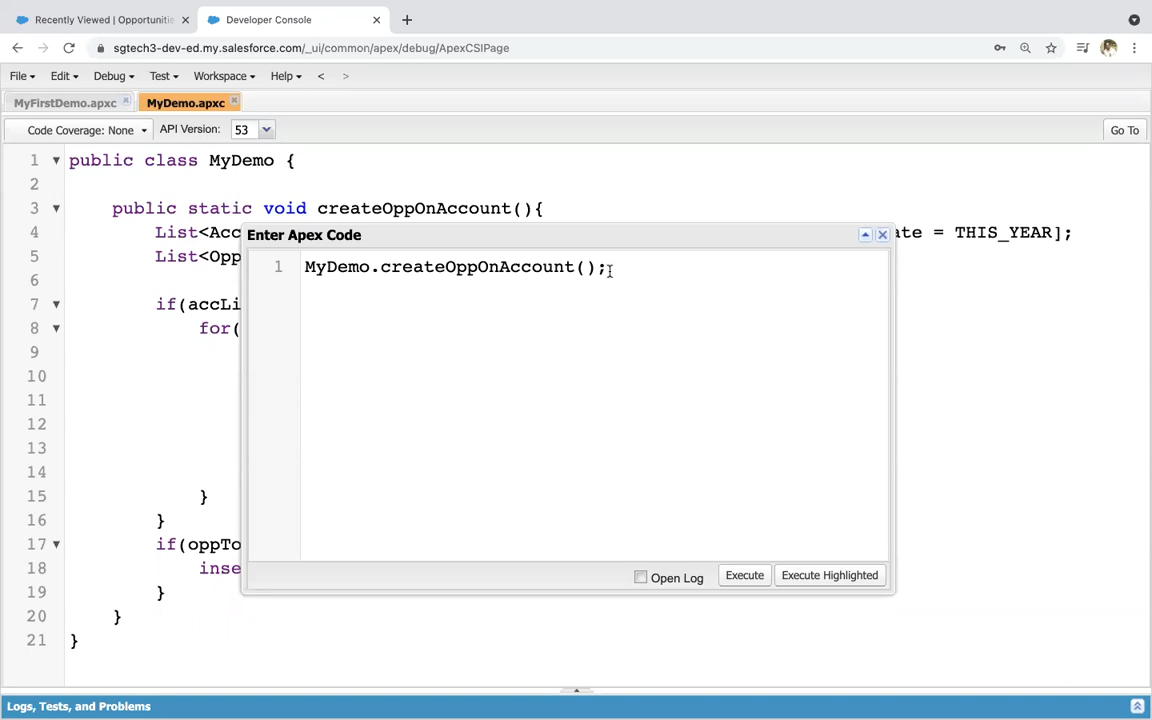 Recently Viewed | Opportunities
Developer Console
sgtech3-dev-ed.my.salesforce.com/_ui/common/apex/debug/ApexCSIPage
File Edit Debug Test Workspace Help < >
MyFirstDemo.apxc MyDemo.apxc
Code Coverage: None API Version: 53 Go To
1 public class MyDemo {
2
3 public static void createOppOnAccount(){
4 List<Acc ate = THIS_YEAR];
5 List<Opp
Enter Apex Code
1 MyDemo.createOppOnAccount();
7 if(accLi
8 for(
9
10
11
12
13
14
15 }
16 }
17 if(oppTo
18 inse
19 }
20 }
21 }
Open Log Execute Execute Highlighted
Logs, Tests, and Problems